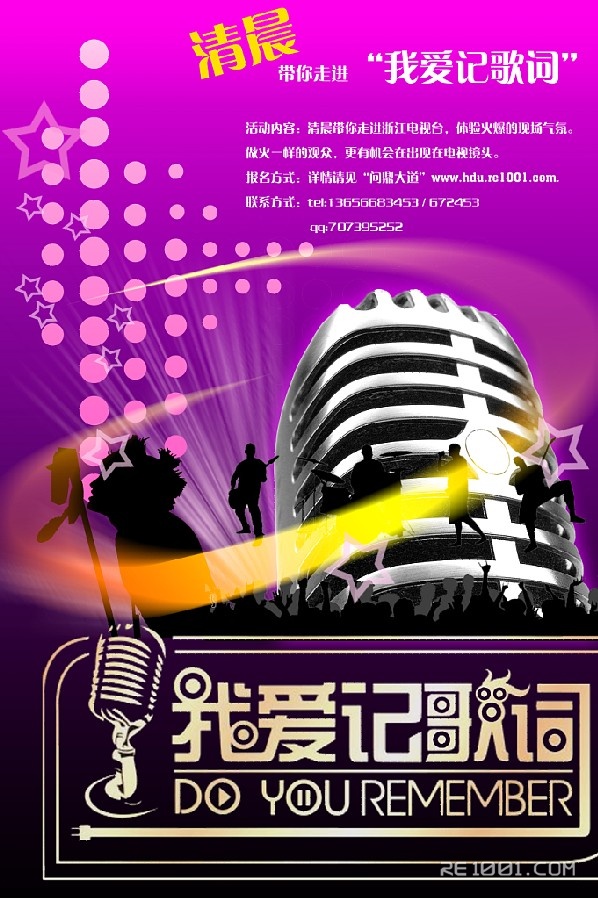 清晨
带你走进 “我爱记歌词”
活动内容：清晨带你走进浙江电视台，体验火爆的现场气氛。
做火一样的观众，更有机会在出现在电视镜头。
报名方式：详情请见“问鼎大道”www.hdu.rc1001.com.
联系方式：tel:13656683453 / 672453
qq:707395252
我爱记歌词
DO YOU REMEMBER
RE1001.COM